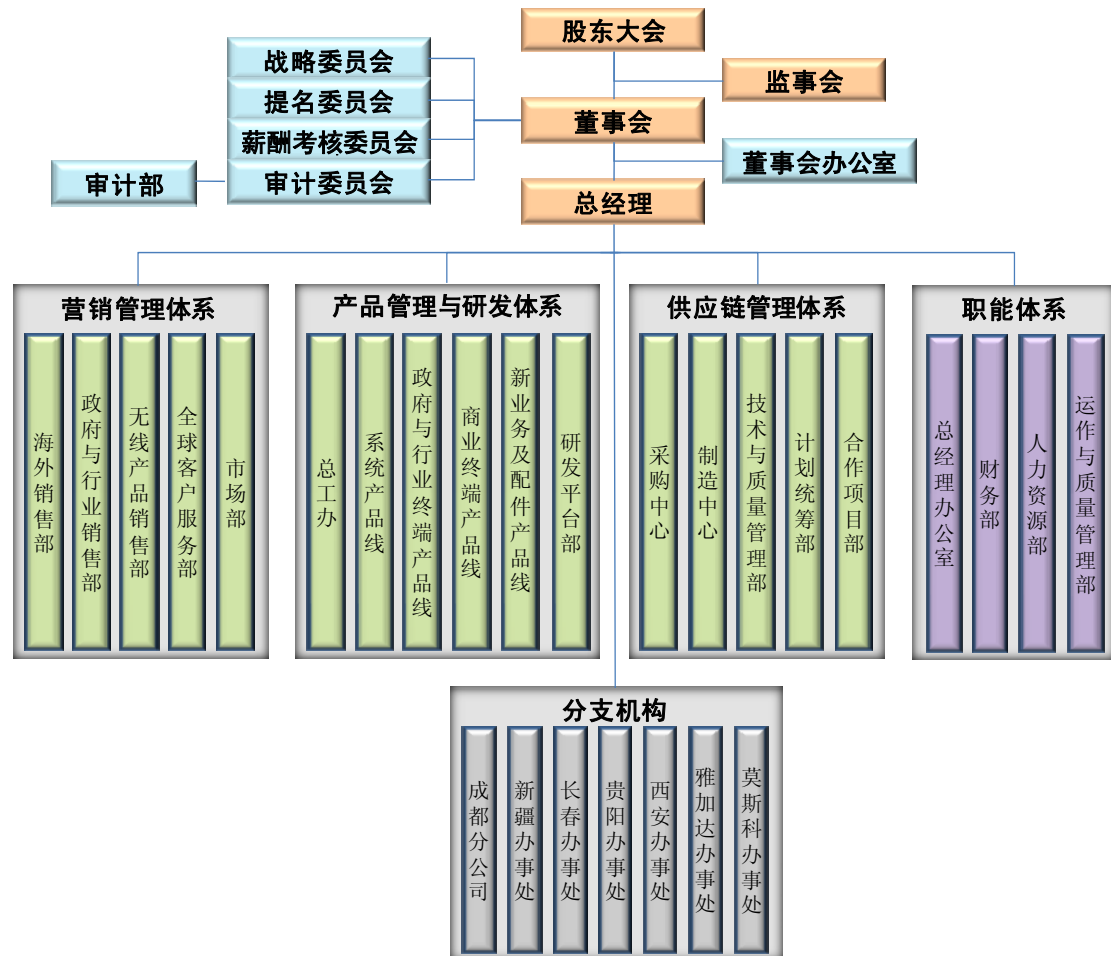 股东大会
监事会
战略委员会
提名委员会
薪酬考核委员会
审计委员会
审计部
董事会
董事会办公室
总经理
营销管理体系
海外销售部
政府与行业销售部
无线产品销售部
全球客户服务部
市场部
产品管理与研发体系
总工办
系统产品线
政府与行业终端产品线
商业终端产品线
新业务及配件产品线
研发平台部
供应链管理体系
采购中心
制造中心
技术与质量管理部
计划统筹部
合作项目部
职能体系
总经理办公室
财务部
人力资源部
运作与质量管理部
分支机构
成都分公司
新疆办事处
长春办事处
贵阳办事处
西安办事处
雅加达办事处
莫斯科办事处